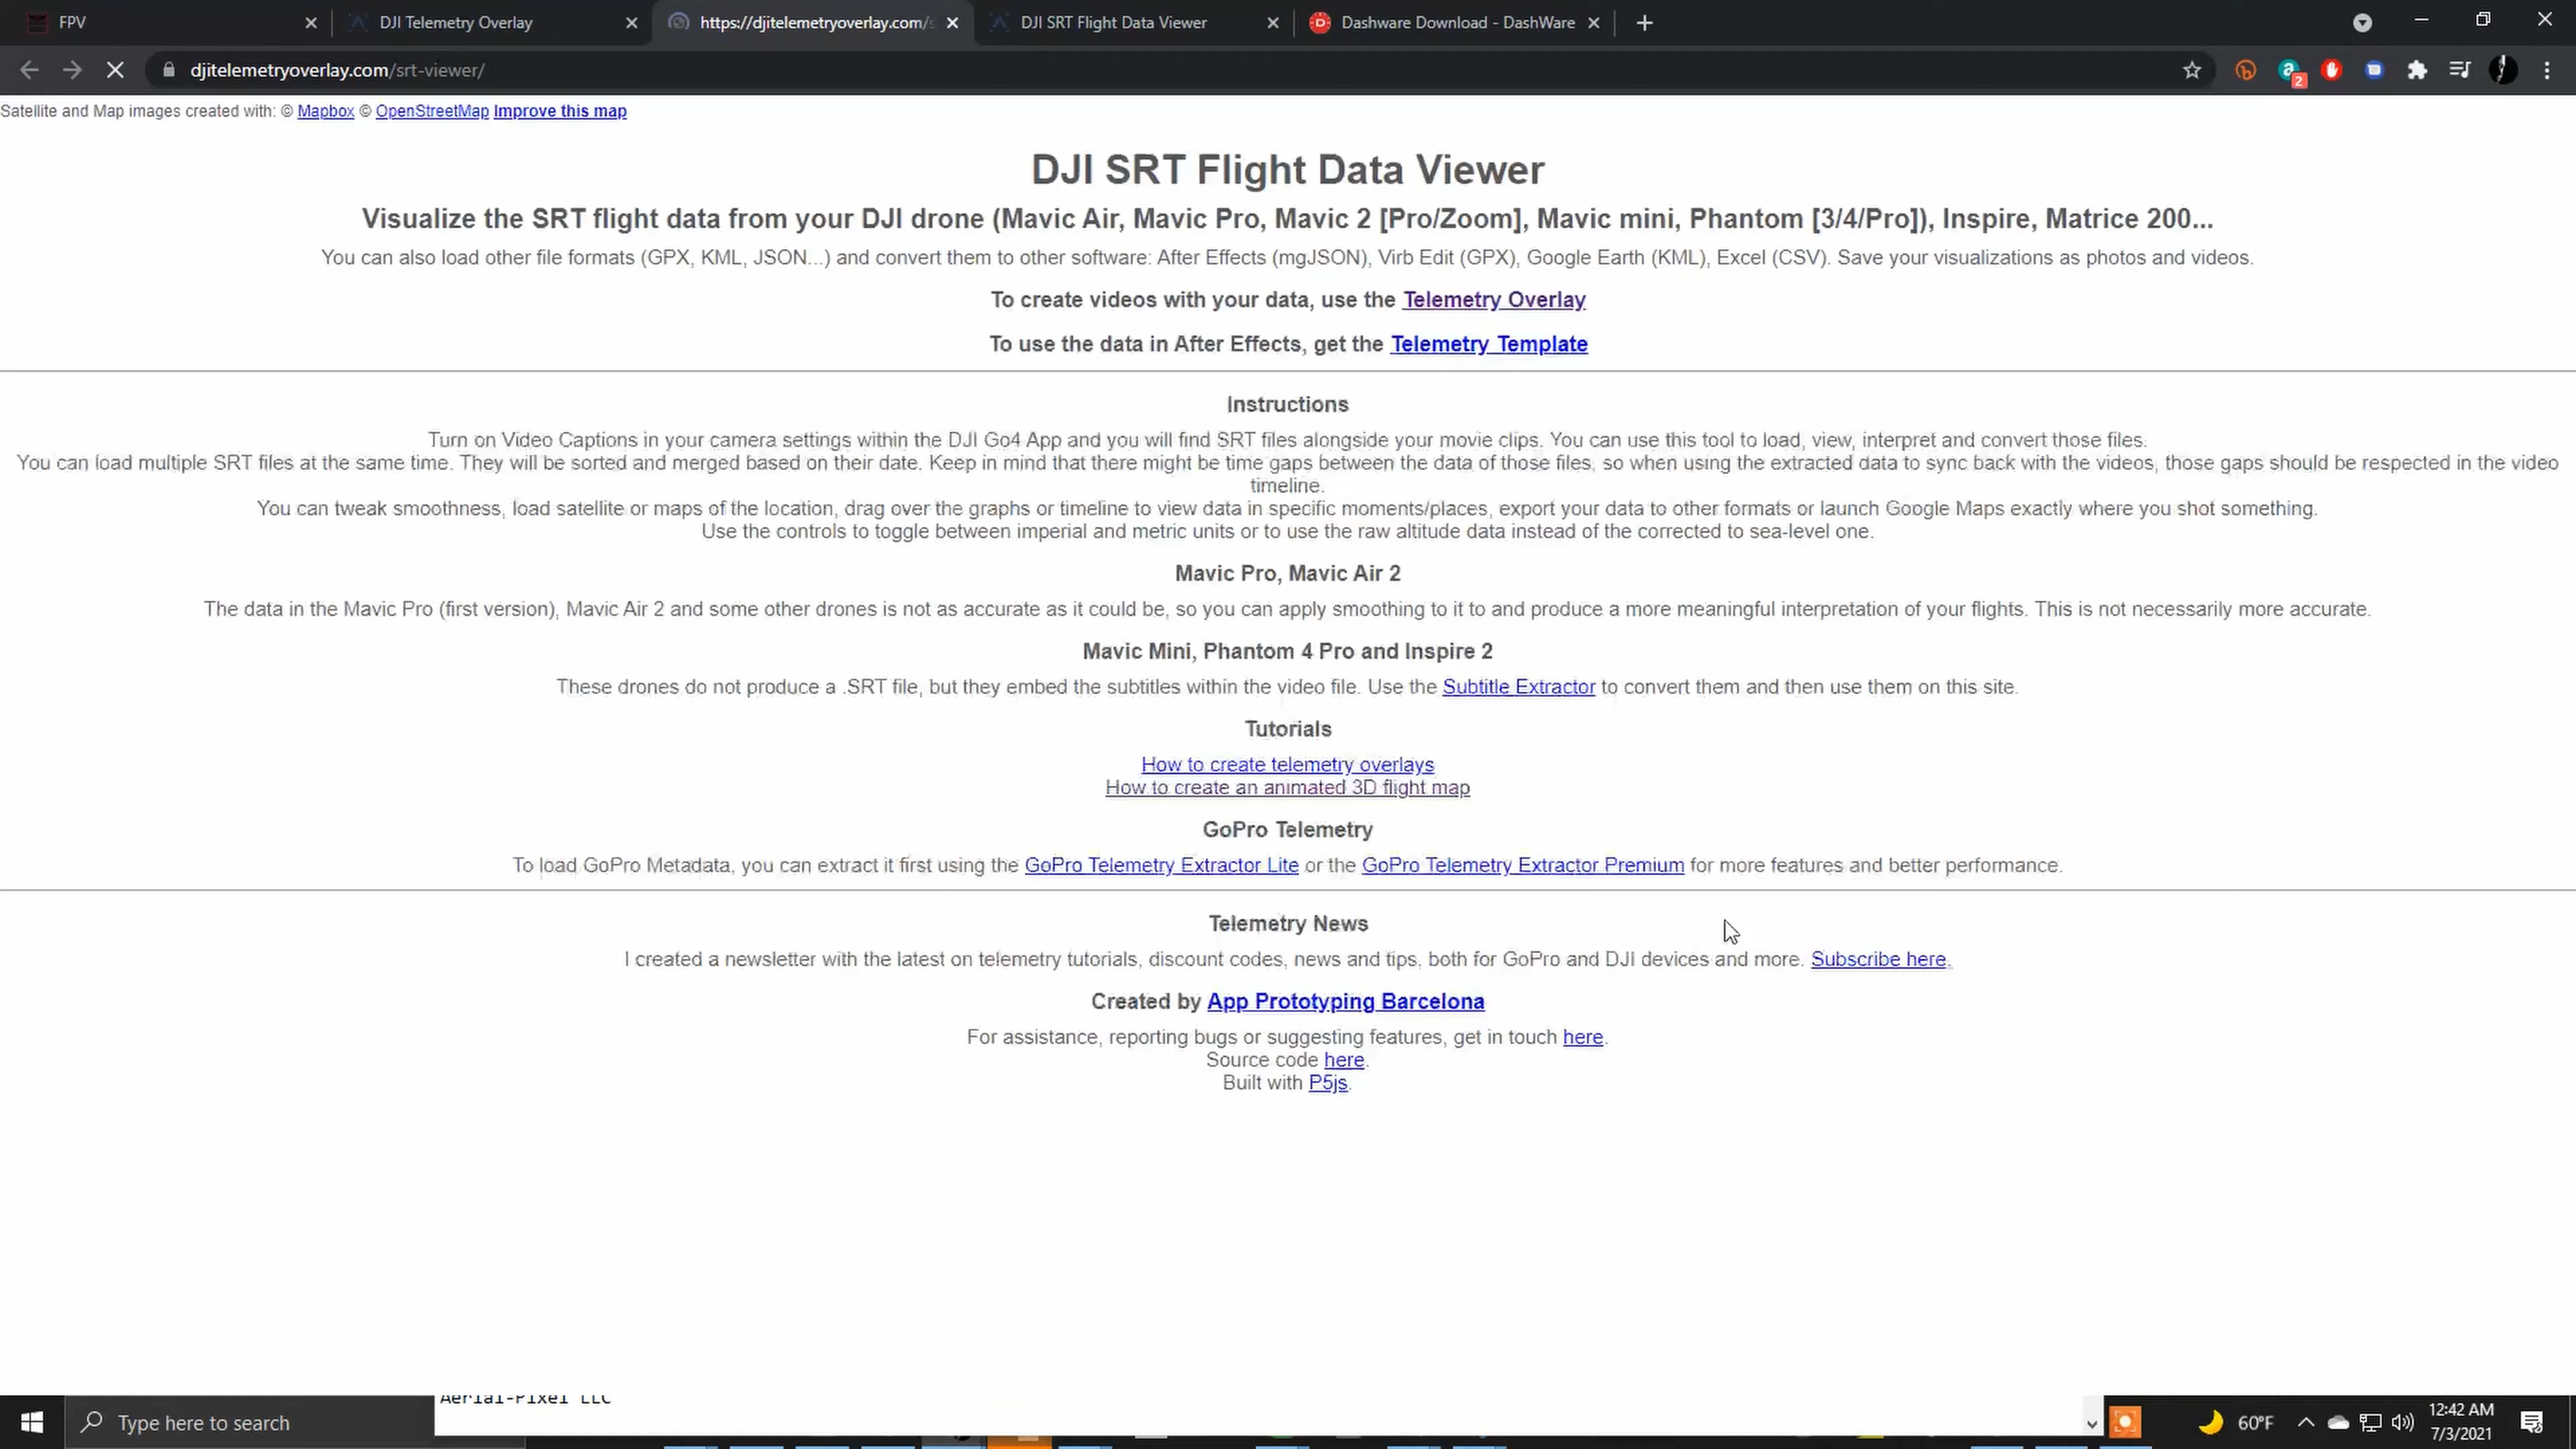 FPV
DJI Telemetry Overlay
https://djitelemetryoverlay.com/s
DJI SRT Flight Data Viewer
Dashware Download - DashWare
djitelemetryoverlay.com/srt-viewer/
2
Satellite and Map images created with: © Mapbox © OpenStreetMap Improve this map
DJI SRT Flight Data Viewer
Visualize the SRT flight data from your DJI drone (Mavic Air, Mavic Pro, Mavic 2 [Pro/Zoom], Mavic mini, Phantom [3/4/Pro]), Inspire, Matrice 200...
You can also load other file formats (GPX, KML, JSON...) and convert them to other software: After Effects (mgJSON), Virb Edit (GPX), Google Earth (KML), Excel (CSV). Save your visualizations as photos and videos.
To create videos with your data, use the Telemetry Overlay
To use the data in After Effects, get the Telemetry Template
Instructions
Turn on Video Captions in your camera settings within the DJI Go4 App and you will find SRT files alongside your movie clips. You can use this tool to load, view, interpret and convert those files.
You can load multiple SRT files at the same time. They will be sorted and merged based on their date. Keep in mind that there might be time gaps between the data of those files, so when using the extracted data to sync back with the videos, those gaps should be respected in the video
timeline.
You can tweak smoothness, load satellite or maps of the location, drag over the graphs or timeline to view data in specific moments/places, export your data to other formats or launch Google Maps exactly where you shot something.
Use the controls to toggle between imperial and metric units or to use the raw altitude data instead of the corrected to sea-level one.
Mavic Pro, Mavic Air 2
The data in the Mavic Pro (first version), Mavic Air 2 and some other drones is not as accurate as it could be, so you can apply smoothing to it to and produce a more meaningful interpretation of your flights. This is not necessarily more accurate.
Mavic Mini, Phantom 4 Pro and Inspire 2
These drones do not produce a .SRT file, but they embed the subtitles within the video file. Use the Subtitle Extractor to convert them and then use them on this site.
Tutorials
How to create telemetry overlays
How to create an animated 3D flight map
GoPro Telemetry
To load GoPro Metadata, you can extract it first using the GoPro Telemetry Extractor Lite or the GoPro Telemetry Extractor Premium for more features and better performance.
Telemetry News
I created a newsletter with the latest on telemetry tutorials, discount codes, news and tips, both for GoPro and DJI devices and more. Subscribe here.
Created by App Prototyping Barcelona
For assistance, reporting bugs or suggesting features, get in touch here.
Source code here.
Built with P5js.
Aerial-Pixel LLC
Type here to search
60°F
12:42 AM
7/3/2021